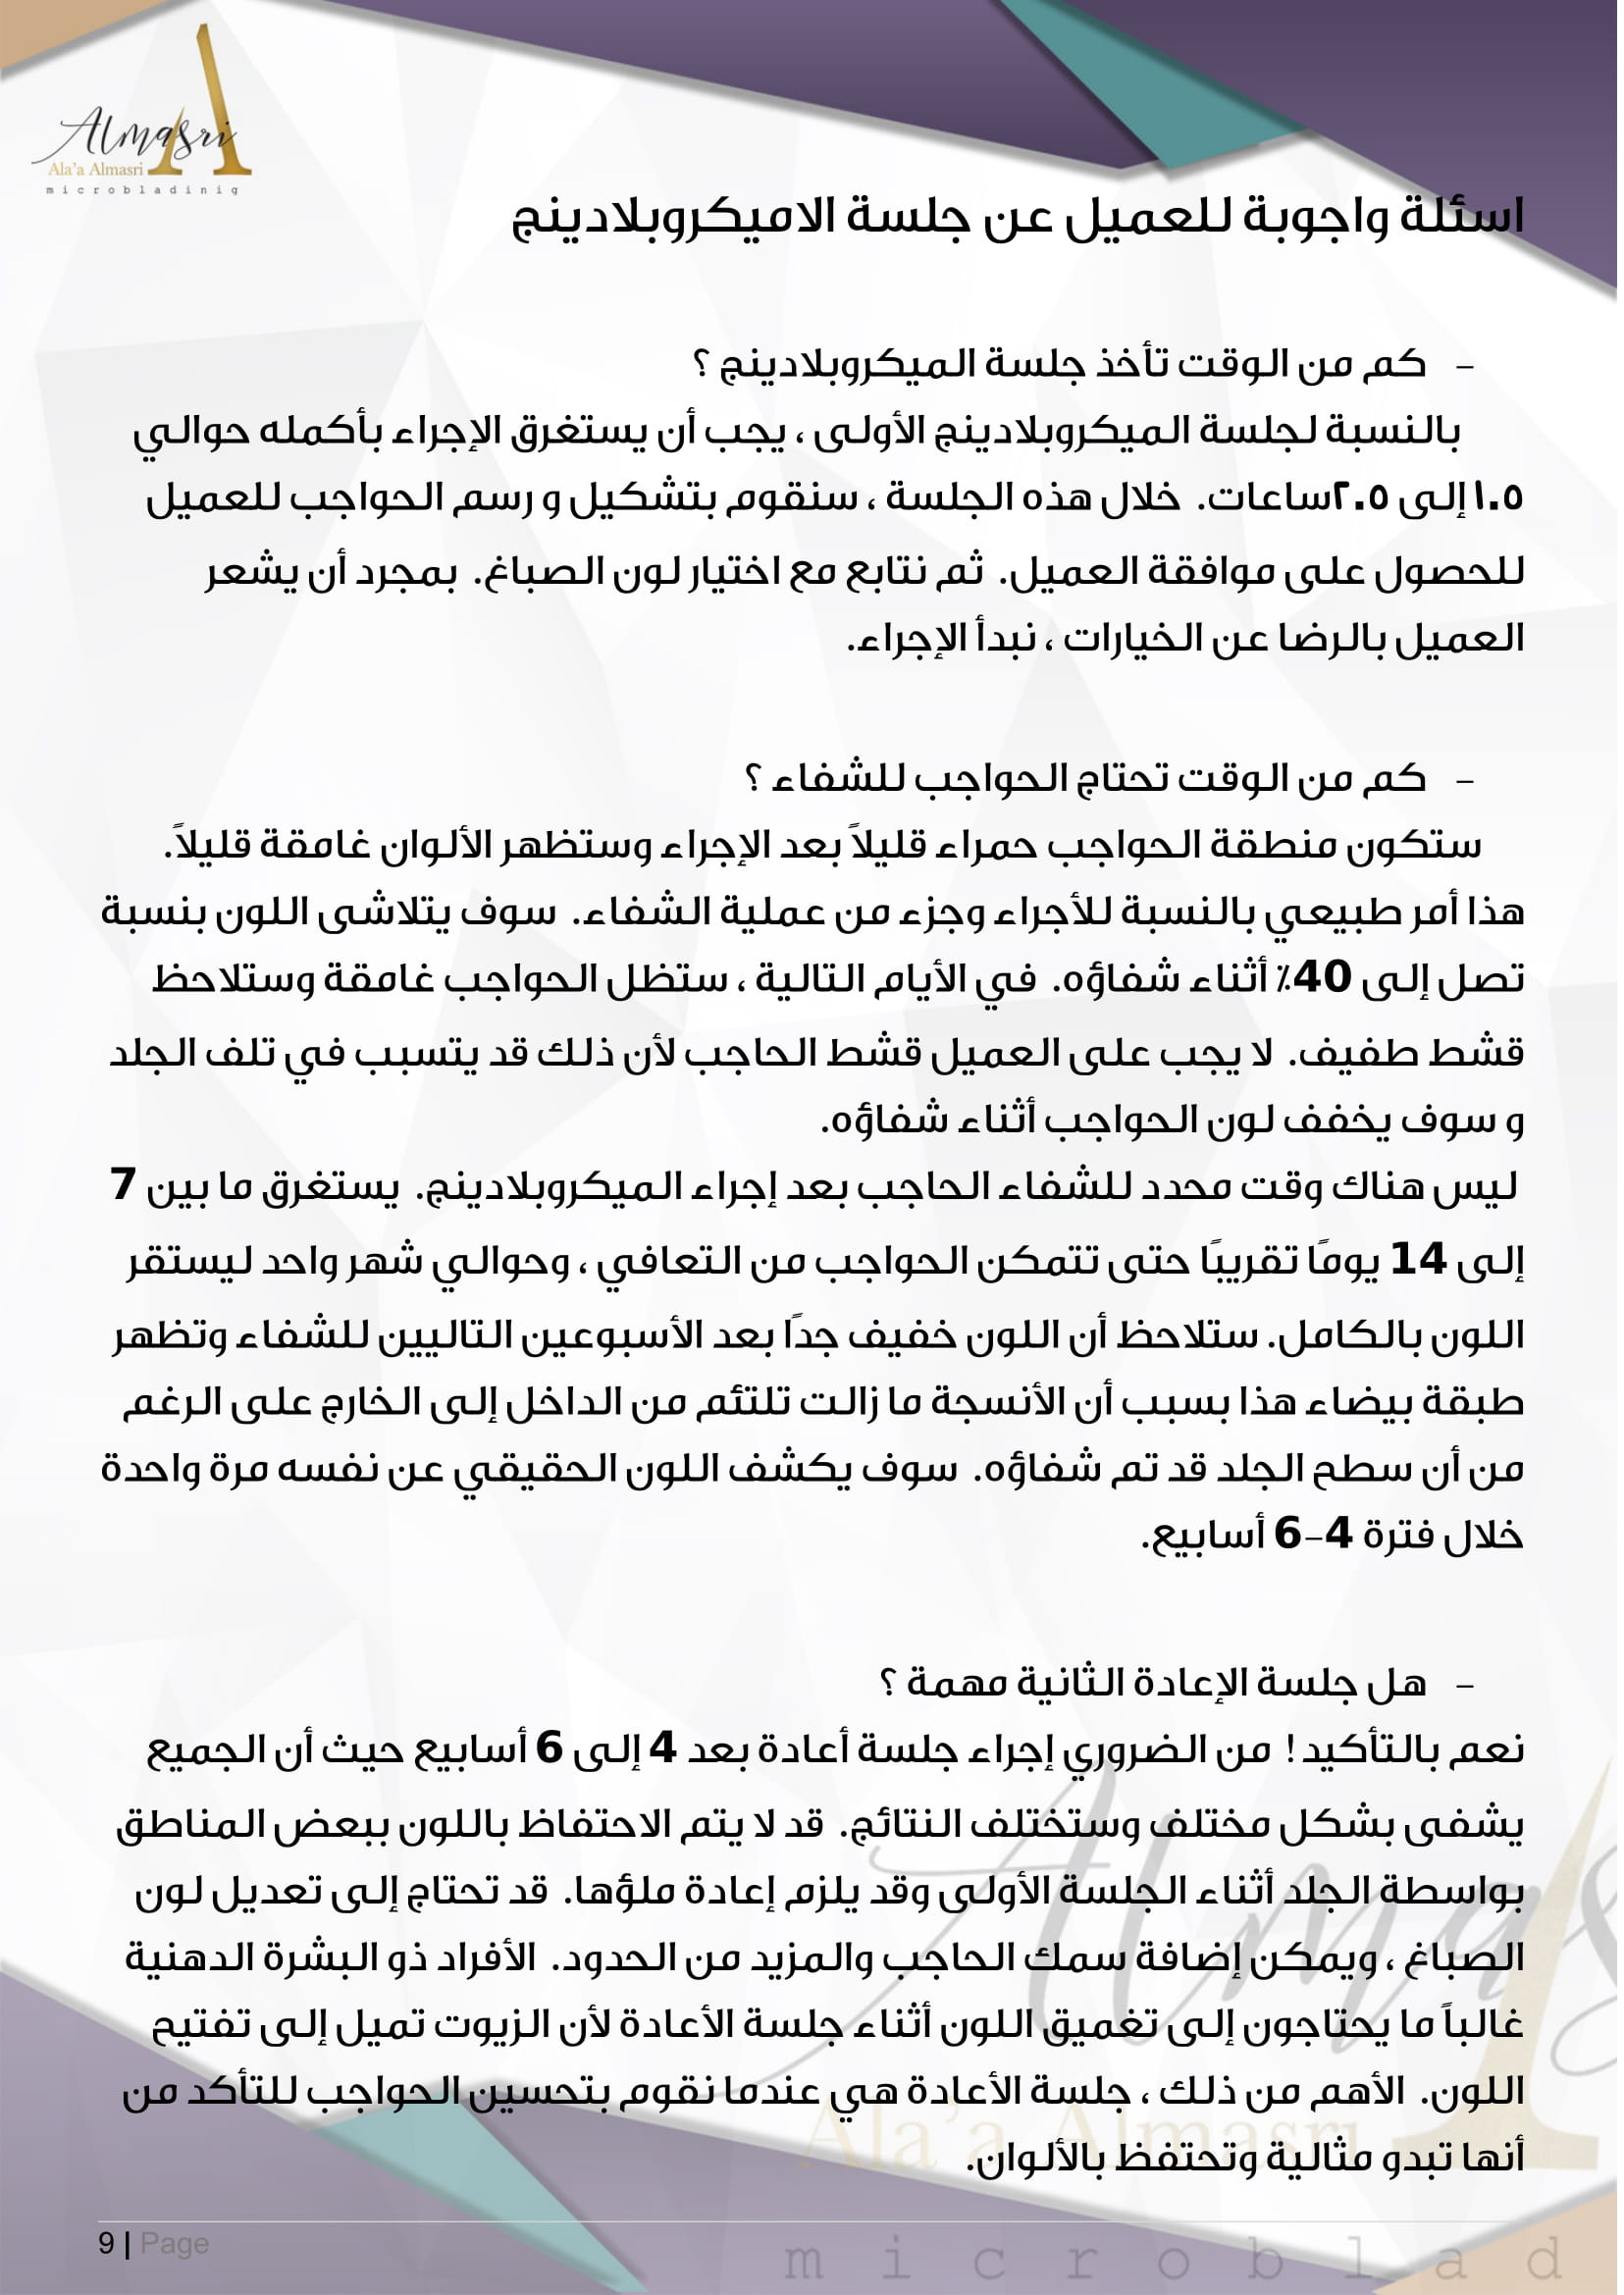 Almasri
Ala'a Almasri
microbladinig
اسئلة واجوبة للعميل عن جلسة الاميكروبلادينج
- كم من الوقت تأخذ جلسة الميكروبلادينج ؟
بالنسبة لجلسة الميكروبلادينج الأولى ، يجب أن يستغرق الإجراء بأكمله حوالي
١.٥ إلى ٢.٥ساعات. خلال هذه الجلسة ، سنقوم بتشكيل و رسم الحواجب للعميل
للحصول على موافقة العميل. ثم نتابع مع اختيار لون الصباغ. بمجرد أن يشعر
العميل بالرضا عن الخيارات ، نبدأ الإجراء.
- كم من الوقت تحتاج الحواجب للشفاء ؟
ستكون منطقة الحواجب حمراء قليلاً بعد الإجراء وستظهر الألوان غامقة قليلاً.
هذا أمر طبيعي بالنسبة للأجراء وجزء من عملية الشفاء. سوف يتلاشى اللون بنسبة
تصل إلى 40٪ أثناء شفاؤه. في الأيام التالية ، ستظل الحواجب غامقة وستلاحظ
قشط طفيف. لا يجب على العميل قشط الحاجب لأن ذلك قد يتسبب في تلف الجلد
و سوف يخفف لون الحواجب أثناء شفاؤه.
ليس هناك وقت محدد للشفاء الحاجب بعد إجراء الميكروبلادينج. يستغرق ما بين 7
إلى 14 يومًا تقريبًا حتى تتمكن الحواجب من التعافي ، وحوالي شهر واحد ليستقر
اللون بالكامل. ستلاحظ أن اللون خفيف جدًا بعد الأسبوعين التاليين للشفاء وتظهر
طبقة بيضاء هذا بسبب أن الأنسجة ما زالت تلتئم من الداخل إلى الخارج على الرغم
من أن سطح الجلد قد تم شفاؤه. سوف يكشف اللون الحقيقي عن نفسه مرة واحدة
خلال فترة 4-6 أسابيع.
- هل جلسة الإعادة الثانية مهمة ؟
نعم بالتأكيد! من الضروري إجراء جلسة أعادة بعد 4 إلى 6 أسابيع حيث أن الجميع
يشفى بشكل مختلف وستختلف النتائج. قد لا يتم الاحتفاظ باللون ببعض المناطق
بواسطة الجلد أثناء الجلسة الأولى وقد يلزم إعادة ملؤها. قد تحتاج إلى تعديل لون
الصباغ ، ويمكن إضافة سمك الحاجب والمزيد من الحدود. الأفراد ذو البشرة الدهنية
غالباً ما يحتاجون إلى تغميق اللون أثناء جلسة الأعادة لأن الزيوت تميل إلى تفتيح
اللون. الأهم من ذلك ، جلسة الأعادة هي عندما نقوم بتحسين الحواجب للتأكد من
أنها تبدو مثالية وتحتفظ بالألوان.
Almas
Ala'a Almasri
9 | Page
microblad